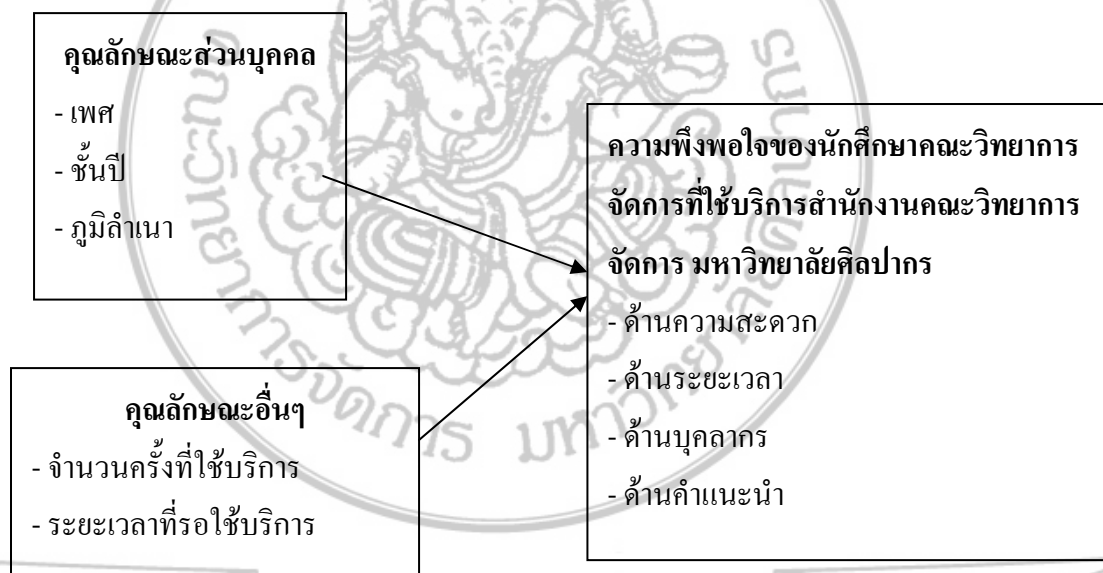 คุณลักษณะส่วนบุคคล
- เพศ
- ชั้นปี
- ภูมิลำเนา
ความพึงพอใจของนักศึกษาคณะวิทยาการ
จัดการที่ใช้บริการสำนักงานคณะวิทยาการ
จัดการ มหาวิทยาลัยศิลปากร
- ด้านความสะดวก
- ด้านระยะเวลา
- ด้านบุคลากร
- ด้านคำแนะนำ
คุณลักษณะอื่นๆ
- จำนวนครั้งที่ใช้บริการ
- ระยะเวลาที่รอใช้บริการ